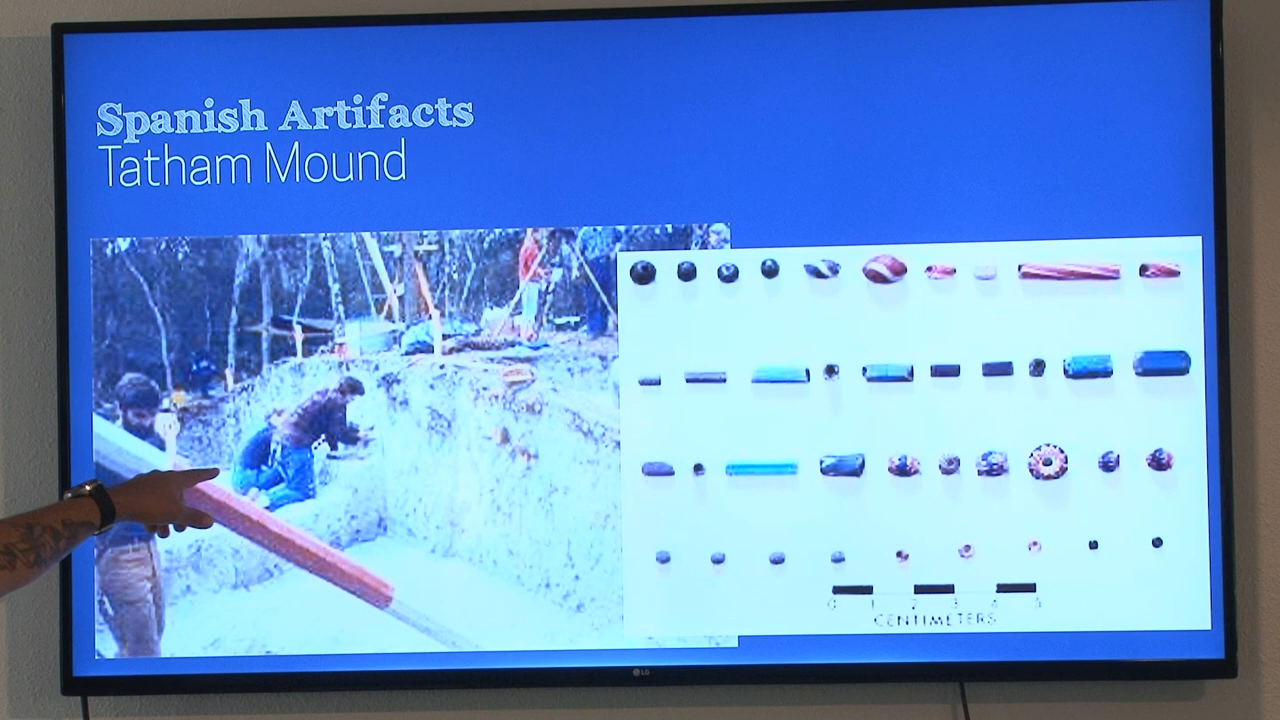 Spanish Artifacts
Tatham Mound
0 1 2 3 4 5
CENTIMETERS
LG